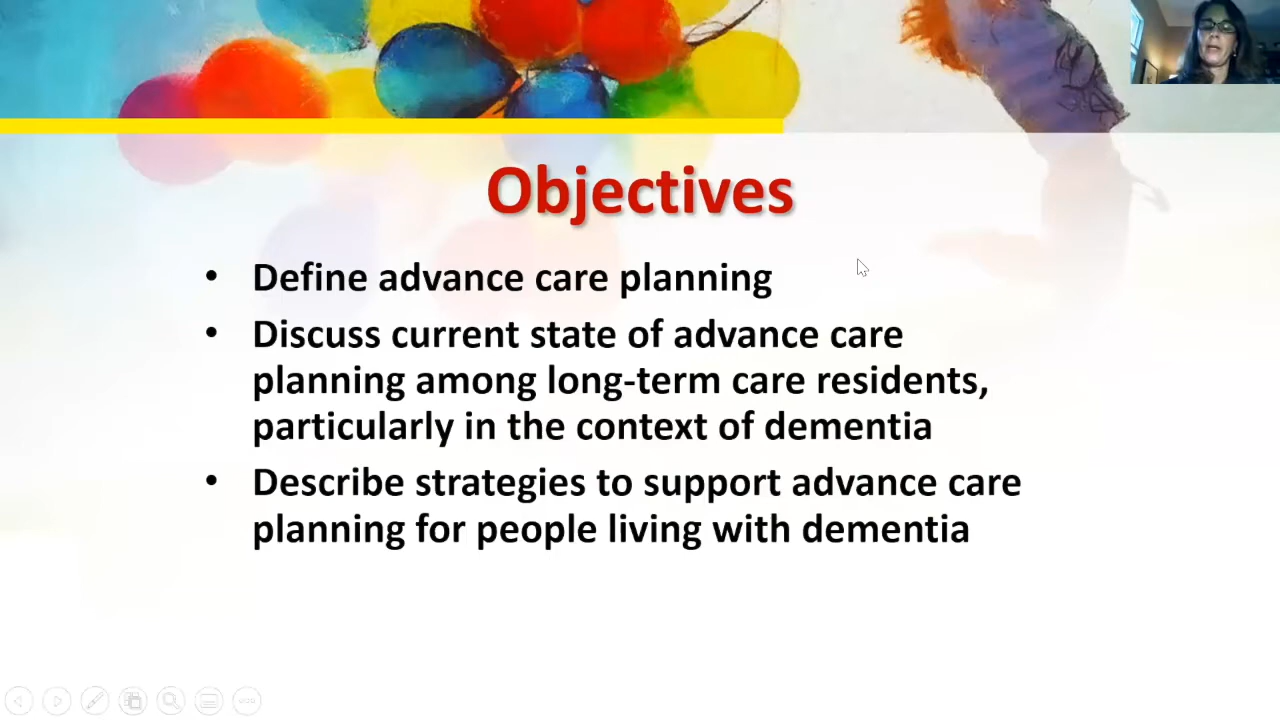 Objectives
• Define advance care planning
• Discuss current state of advance care
planning among long-term care residents,
particularly in the context of dementia
• Describe strategies to support advance care
planning for people living with dementia